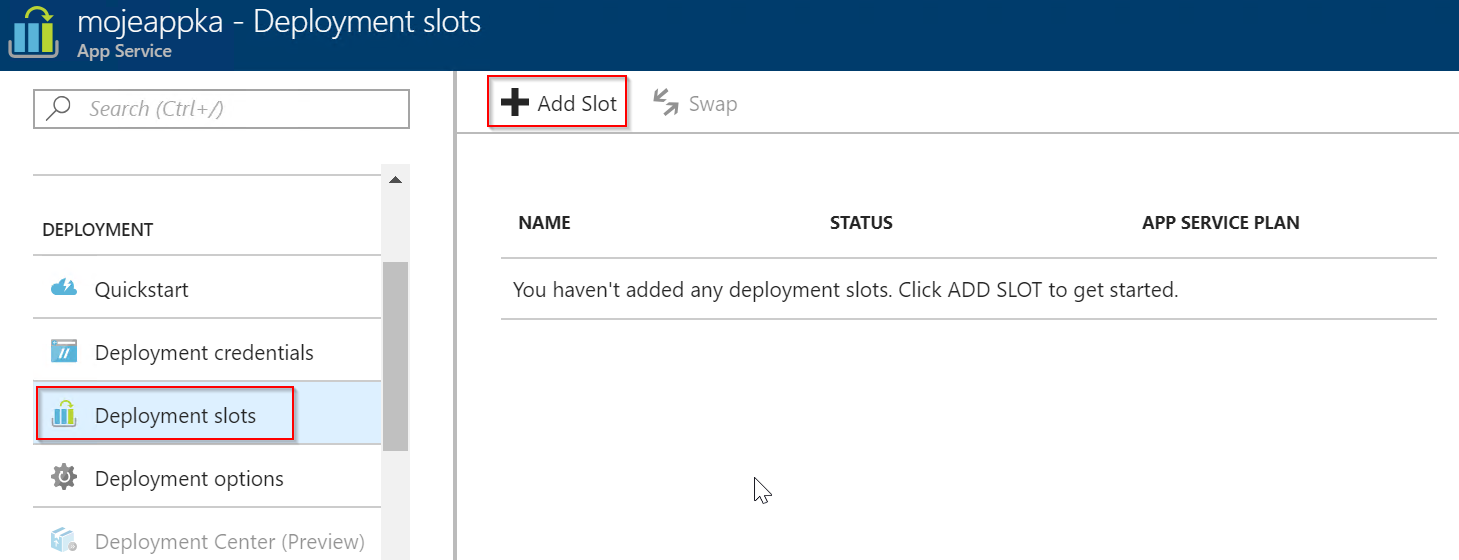 mojeappka - Deployment slots
App Service
Search (Ctrl+/)
Add Slot
Swap
DEPLOYMENT
Quickstart
Deployment credentials
Deployment slots
Deployment options
Deployment Center (Preview)
NAME STATUS APP SERVICE PLAN
You haven't added any deployment slots. Click ADD SLOT to get started.